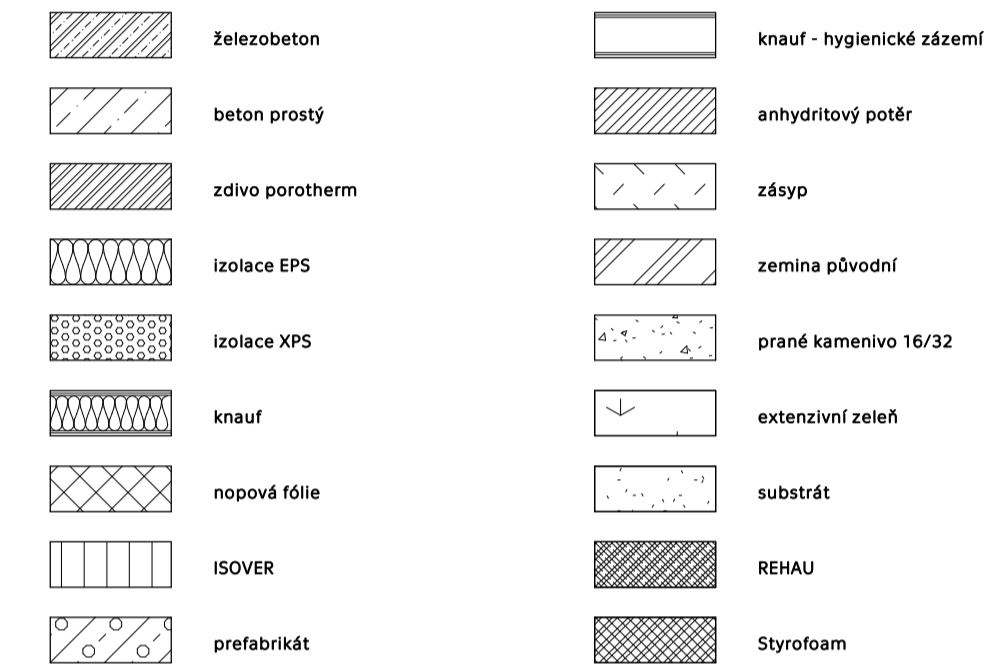 železobeton
beton prostý
zdivo porotherm
izolace EPS
izolace XPS
knauf
nopová fólie
ISOVER
prefabrikát
knauf - hygienické zázemí
anhydritový potěr
zásyp
zemina původní
prané kamenivo 16/32
extenzivní zeleň
substrát
REHAU
Styrofoam